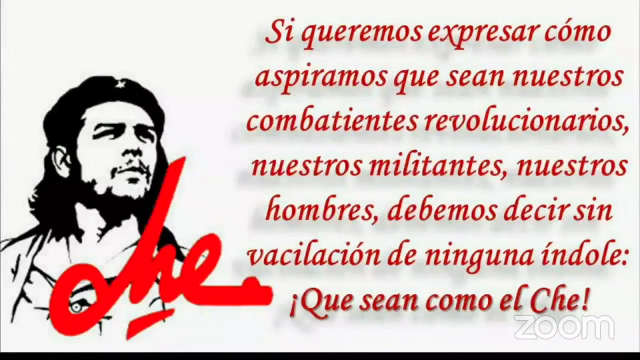 Si queremos expresar cómo
aspiramos que sean nuestros
combatientes revolucionarios,
nuestros militantes, nuestros
hombres, debemos decir sin
vacilación de ninguna índole:
¡Que sean como el Che!
Che
zoom